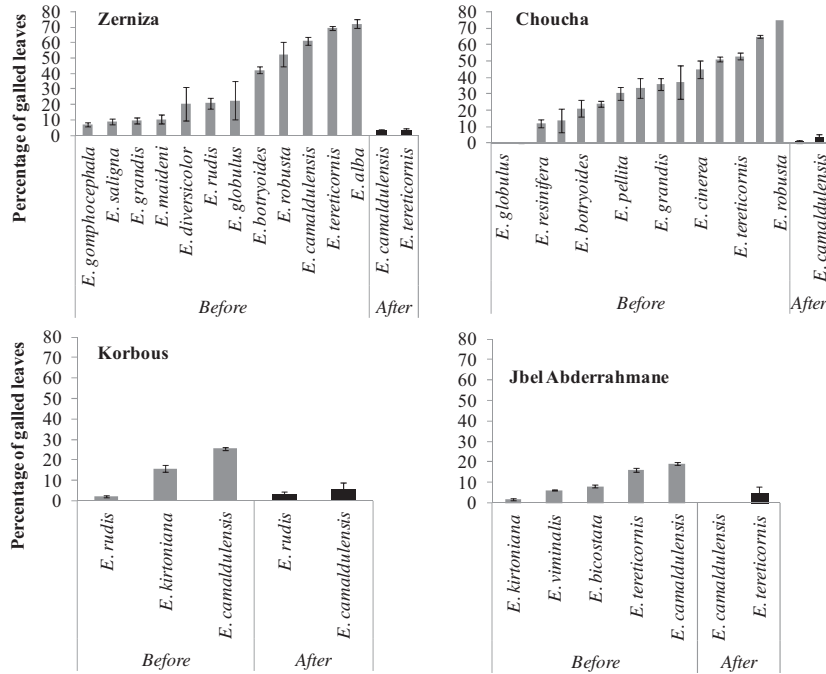 Percentage of galled leaves
80
70
60
50
40
30
20
10
0
Zerniza
E. gomphocephala
E. saligna
E. grandis
E. maideni
E. diversicolor
E. rudis
E. globulus
E. botryoides
E. robusta
E. camaldulensis
E. tereticornis
E. alba
E. camaldulensis
E. tereticornis
Before
After
80
70
60
50
40
30
20
10
0
Choucha
E. globulus
E. resinifera
E. botryoides
E. pellita
E. grandis
E. cinerea
E. tereticornis
E. robusta
E. camaldulensis
Before
After
Percentage of galled leaves
80
70
60
50
40
30
20
10
0
Korbous
E. rudis
E. kirtoniana
E. camaldulensis
E. rudis
E. camaldulensis
Before
After
80
70
60
50
40
30
20
10
0
Jbel Abderrahmane
E. kirtoniana
E. viminalis
E. bicostata
E. tereticornis
E. camaldulensis
E. camaldulensis
E. tereticornis
Before
After